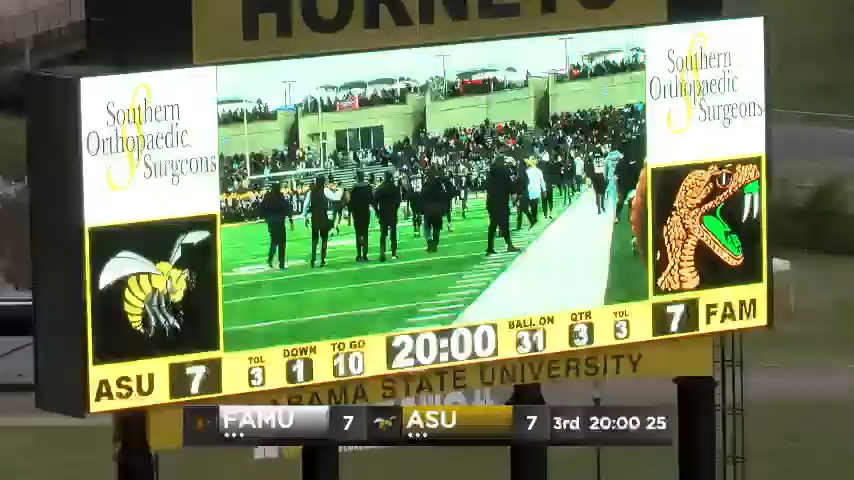 HORNETS
Southern
Orthopaedic
Surgeons
Southern
Orthopaedic
Surgeons
ASU 7 TOL 3 DOWN 1 TO GO 10 20:00 BALL ON 31 QTR 3 TOL 3 7 FAM
ABAMA STATE UNIVERSITY
FAMU 7 ASU 7 3rd 20:00 25